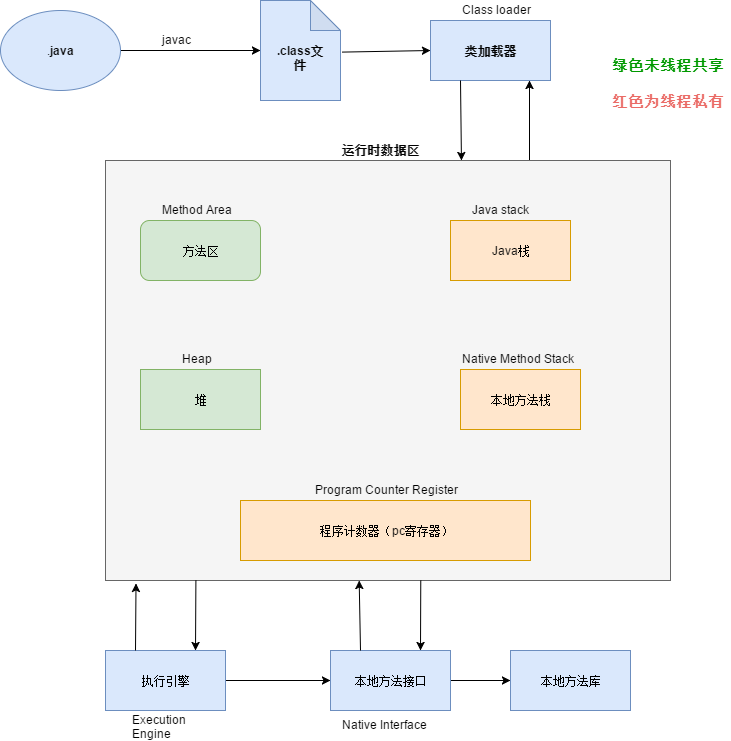 Class loader
.java
javac
.class文
件
类加载器
绿色未线程共享
红色为线程私有
运行时数据区
Method Area
Java stack
方法区
Java栈
Heap
Native Method Stack
堆
本地方法栈
Program Counter Register
程序计数器（pc寄存器）
执行引擎
本地方法接口
本地方法库
Execution
Engine
Native Interface